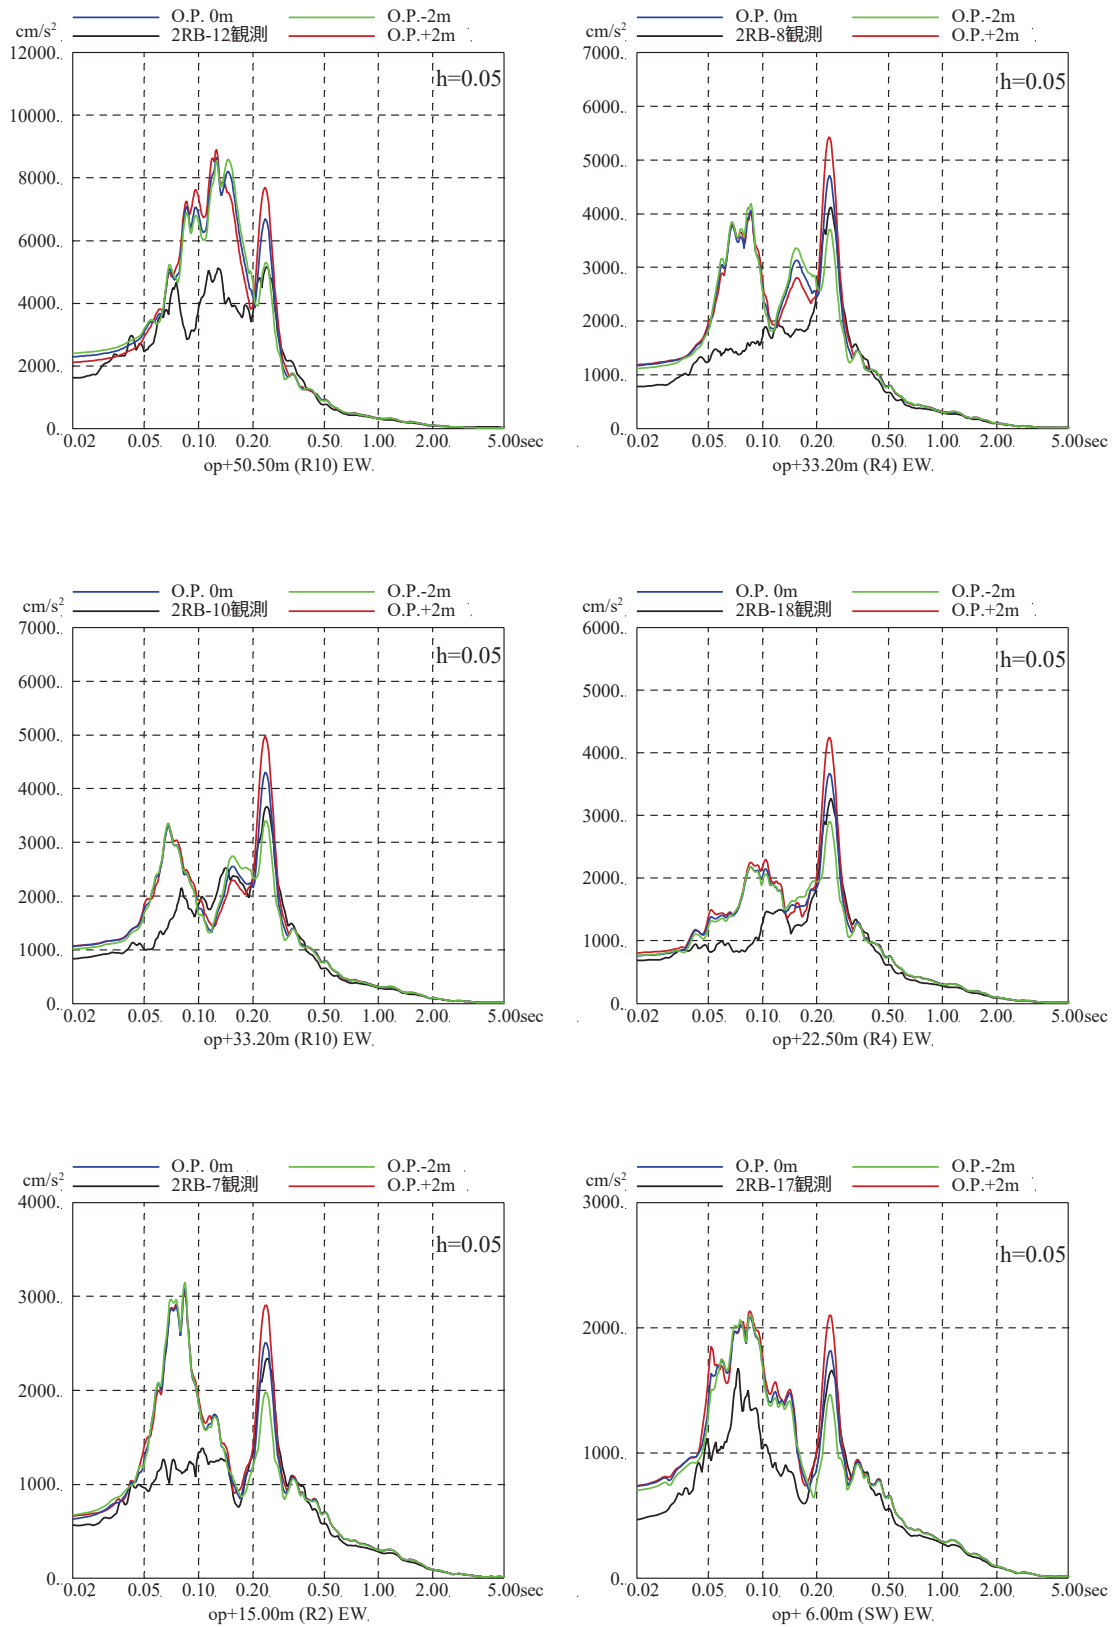 O.P. 0m O.P.-2m
cm/s² 2RB-12観測 O.P.+2m
12000.
h=0.05
10000.
8000.
6000.
4000.
2000.
0.
0.02 0.05 0.10 0.20 0.50 1.00 2.00 5.00sec
op+50.50m (R10) EW.
O.P. 0m O.P.-2m
cm/s² 2RB-8観測 O.P.+2m
7000.
h=0.05
6000.
5000.
4000.
3000.
2000.
1000.
0.
0.02 0.05 0.10 0.20 0.50 1.00 2.00 5.00sec
op+33.20m (R4) EW.
O.P. 0m O.P.-2m
cm/s² 2RB-10観測 O.P.+2m
7000.
h=0.05
6000.
5000.
4000.
3000.
2000.
1000.
0.
0.02 0.05 0.10 0.20 0.50 1.00 2.00 5.00sec
op+33.20m (R10) EW.
O.P. 0m O.P.-2m
cm/s² 2RB-18観測 O.P.+2m
6000.
h=0.05
5000.
4000.
3000.
2000.
1000.
0.
0.02 0.05 0.10 0.20 0.50 1.00 2.00 5.00sec
op+22.50m (R4) EW.
O.P. 0m O.P.-2m
cm/s² 2RB-7観測 O.P.+2m
4000.
h=0.05
3000.
2000.
1000.
0.
0.02 0.05 0.10 0.20 0.50 1.00 2.00 5.00sec
op+15.00m (R2) EW.
O.P. 0m O.P.-2m
cm/s² 2RB-17観測 O.P.+2m
3000.
h=0.05
2000.
1000.
0.
0.02 0.05 0.10 0.20 0.50 1.00 2.00 5.00sec
op+ 6.00m (SW) EW.